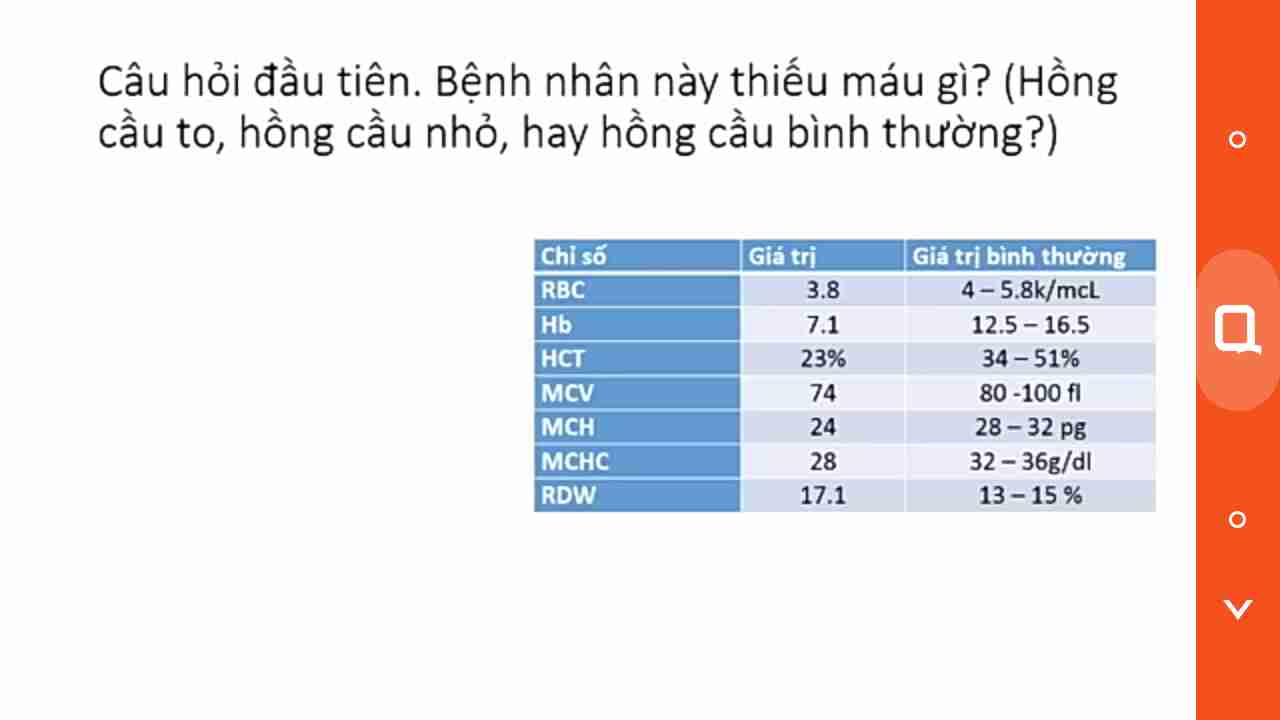 Câu hỏi đầu tiên. Bệnh nhân này thiếu máu gì? (Hồng
cầu to, hồng cầu nhỏ, hay hồng cầu bình thường?)
Chỉ số Giá trị Giá trị bình thường
RBC 3.8 4 – 5.8k/mcL
Hb 7.1 12.5 – 16.5
HCT 23% 34 – 51%
MCV 74 80 -100 fl
MCH 24 28 – 32 pg
MCHC 28 32 – 36g/dl
RDW 17.1 13 – 15 %